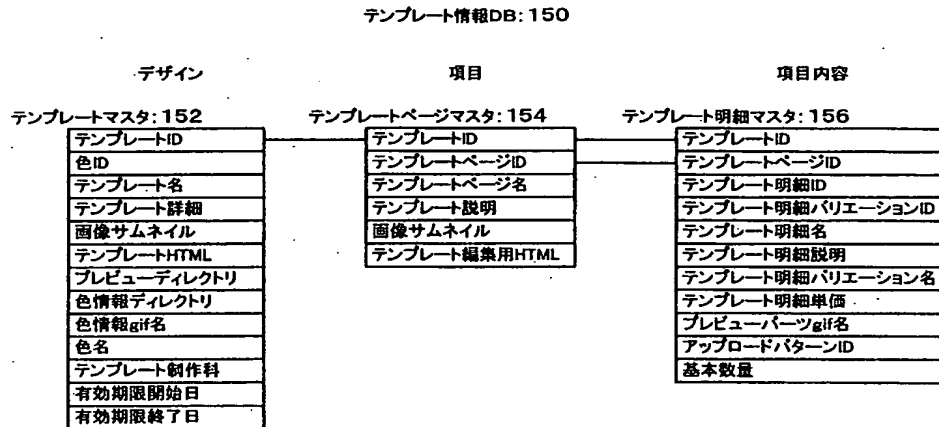 テンプレート情報DB：150
デザイン
項目
項目内容
テンプレートマスタ：152
テンプレートID
色ID
テンプレート名
テンプレート詳細
画像サムネイル
テンプレートHTML
プレビューディレクトリ
色情報ディレクトリ
色情報gif名
色名
テンプレート制作科
有効期限開始日
有効期限終了日
テンプレートページマスタ：154
テンプレートID
テンプレートページID
テンプレートページ名
テンプレート説明
画像サムネイル
テンプレート編集用HTML
テンプレート明細マスタ：156
テンプレートID
テンプレートページID
テンプレート明細ID
テンプレート明細バリエーションID
テンプレート明細名
テンプレート明細説明
テンプレート明細バリエーション名
テンプレート明細単価
プレビューパーツgif名
アップロードパターンID
基本数量